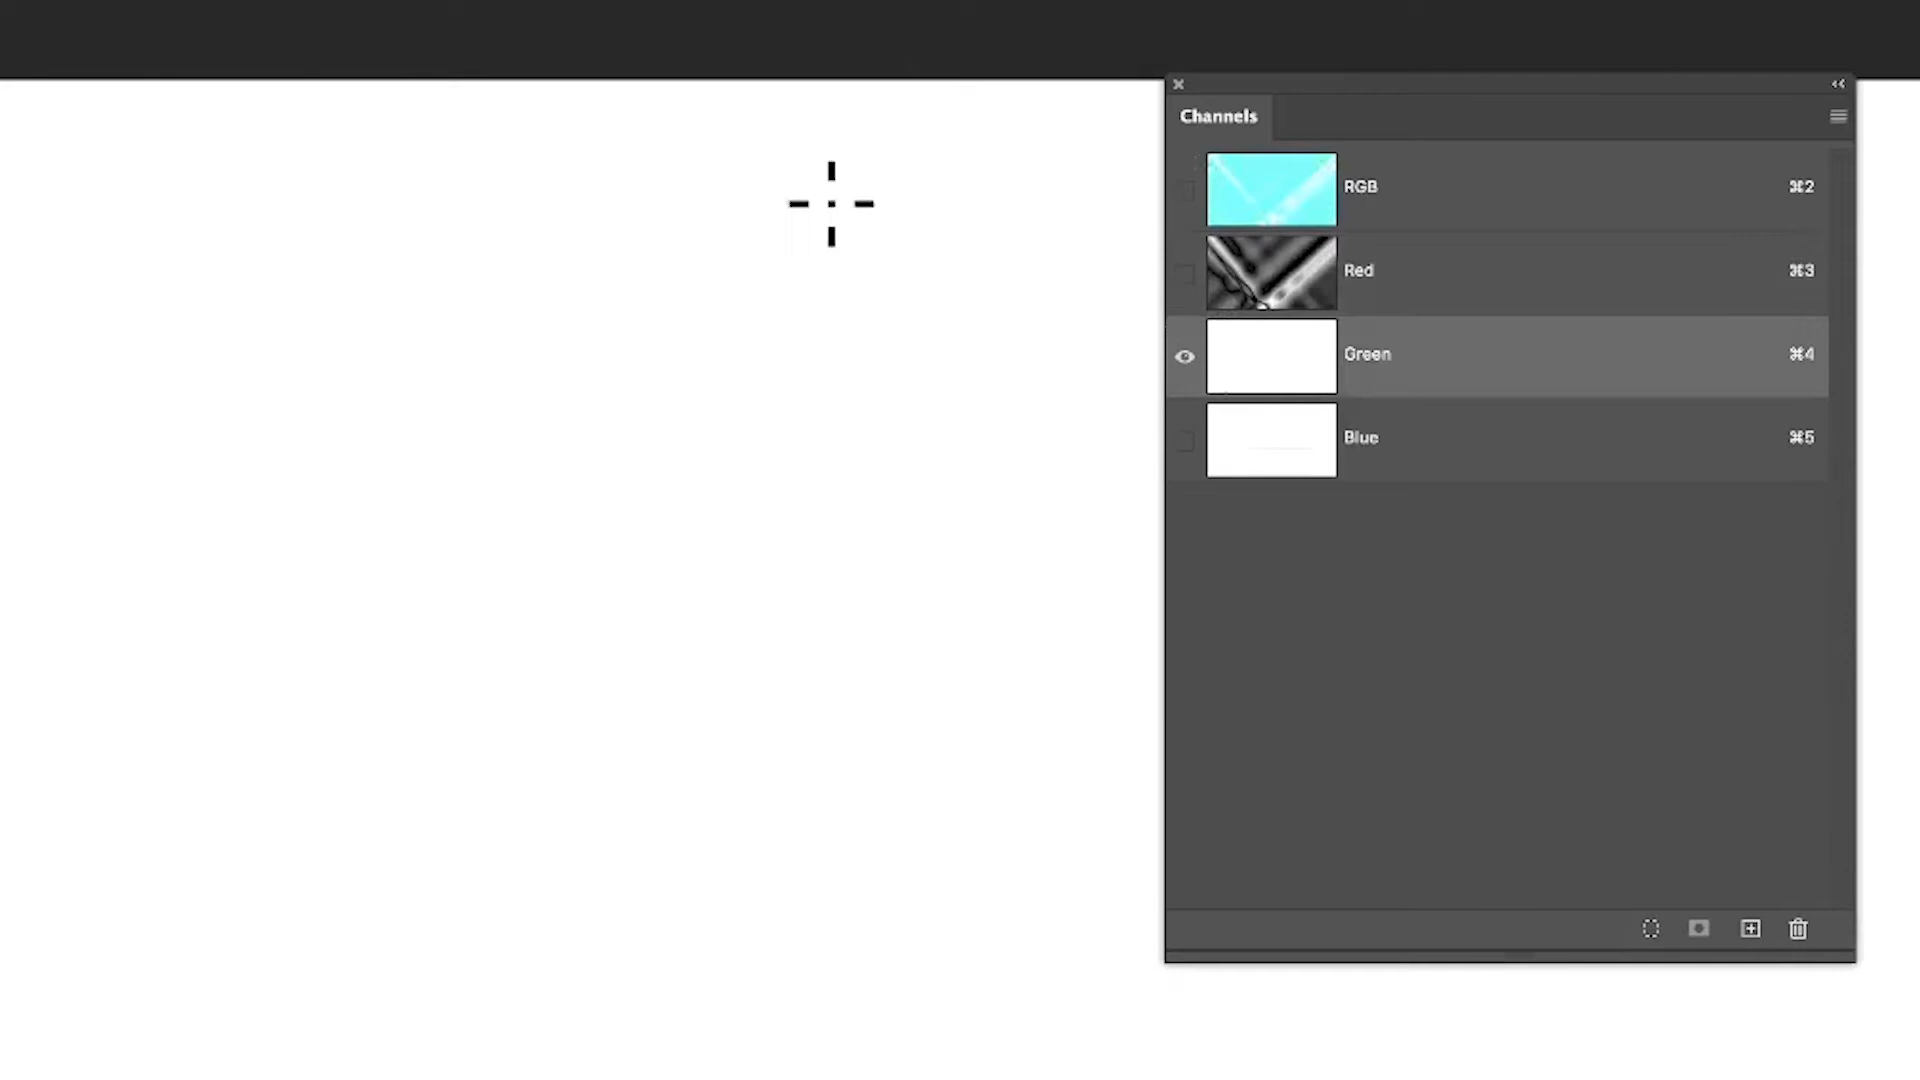 Channels
RGB ⌘2
Red ⌘3
Green ⌘4
Blue ⌘5